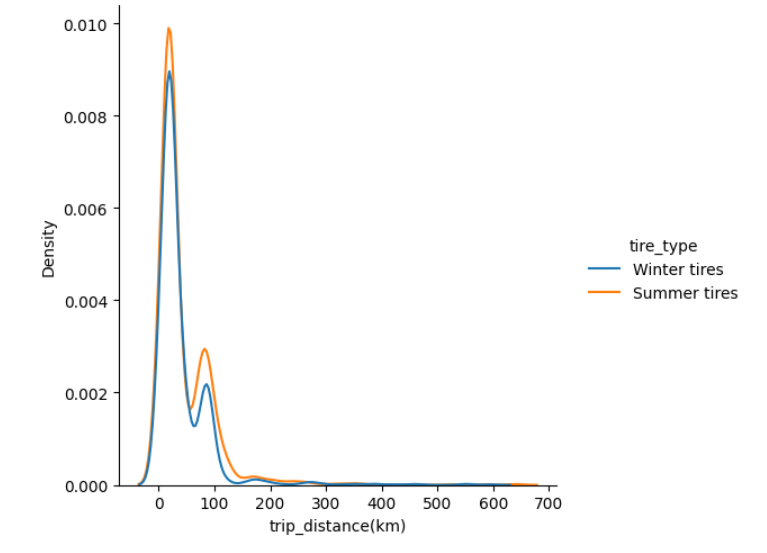 0.010
0.008
0.006
0.004
0.002
0.000
Density
0 100 200 300 400 500 600 700
trip_distance(km)
tire_type
Winter tires
Summer tires